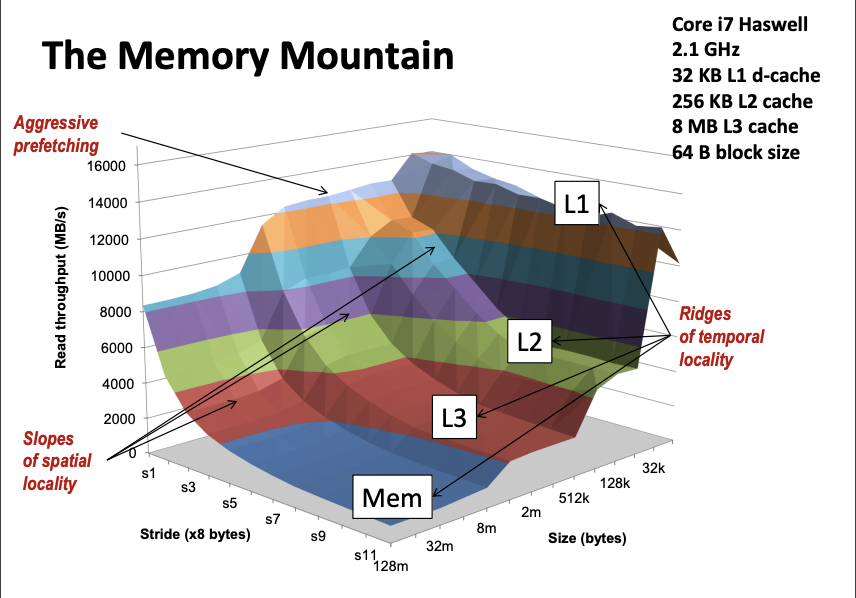 The Memory Mountain
Core i7 Haswell
2.1 GHz
32 KB L1 d-cache
256 KB L2 cache
8 MB L3 cache
64 B block size
Aggressive
prefetching
16000
14000
12000
10000
8000
6000
4000
2000
0
Read throughput (MB/s)
L1
L2
L3
Mem
Ridges
of temporal
locality
Slopes
of spatial
locality
s1
s3
s5
s7
s9
s11
Stride (x8 bytes)
128m
32m
8m
2m
512k
128k
32k
Size (bytes)